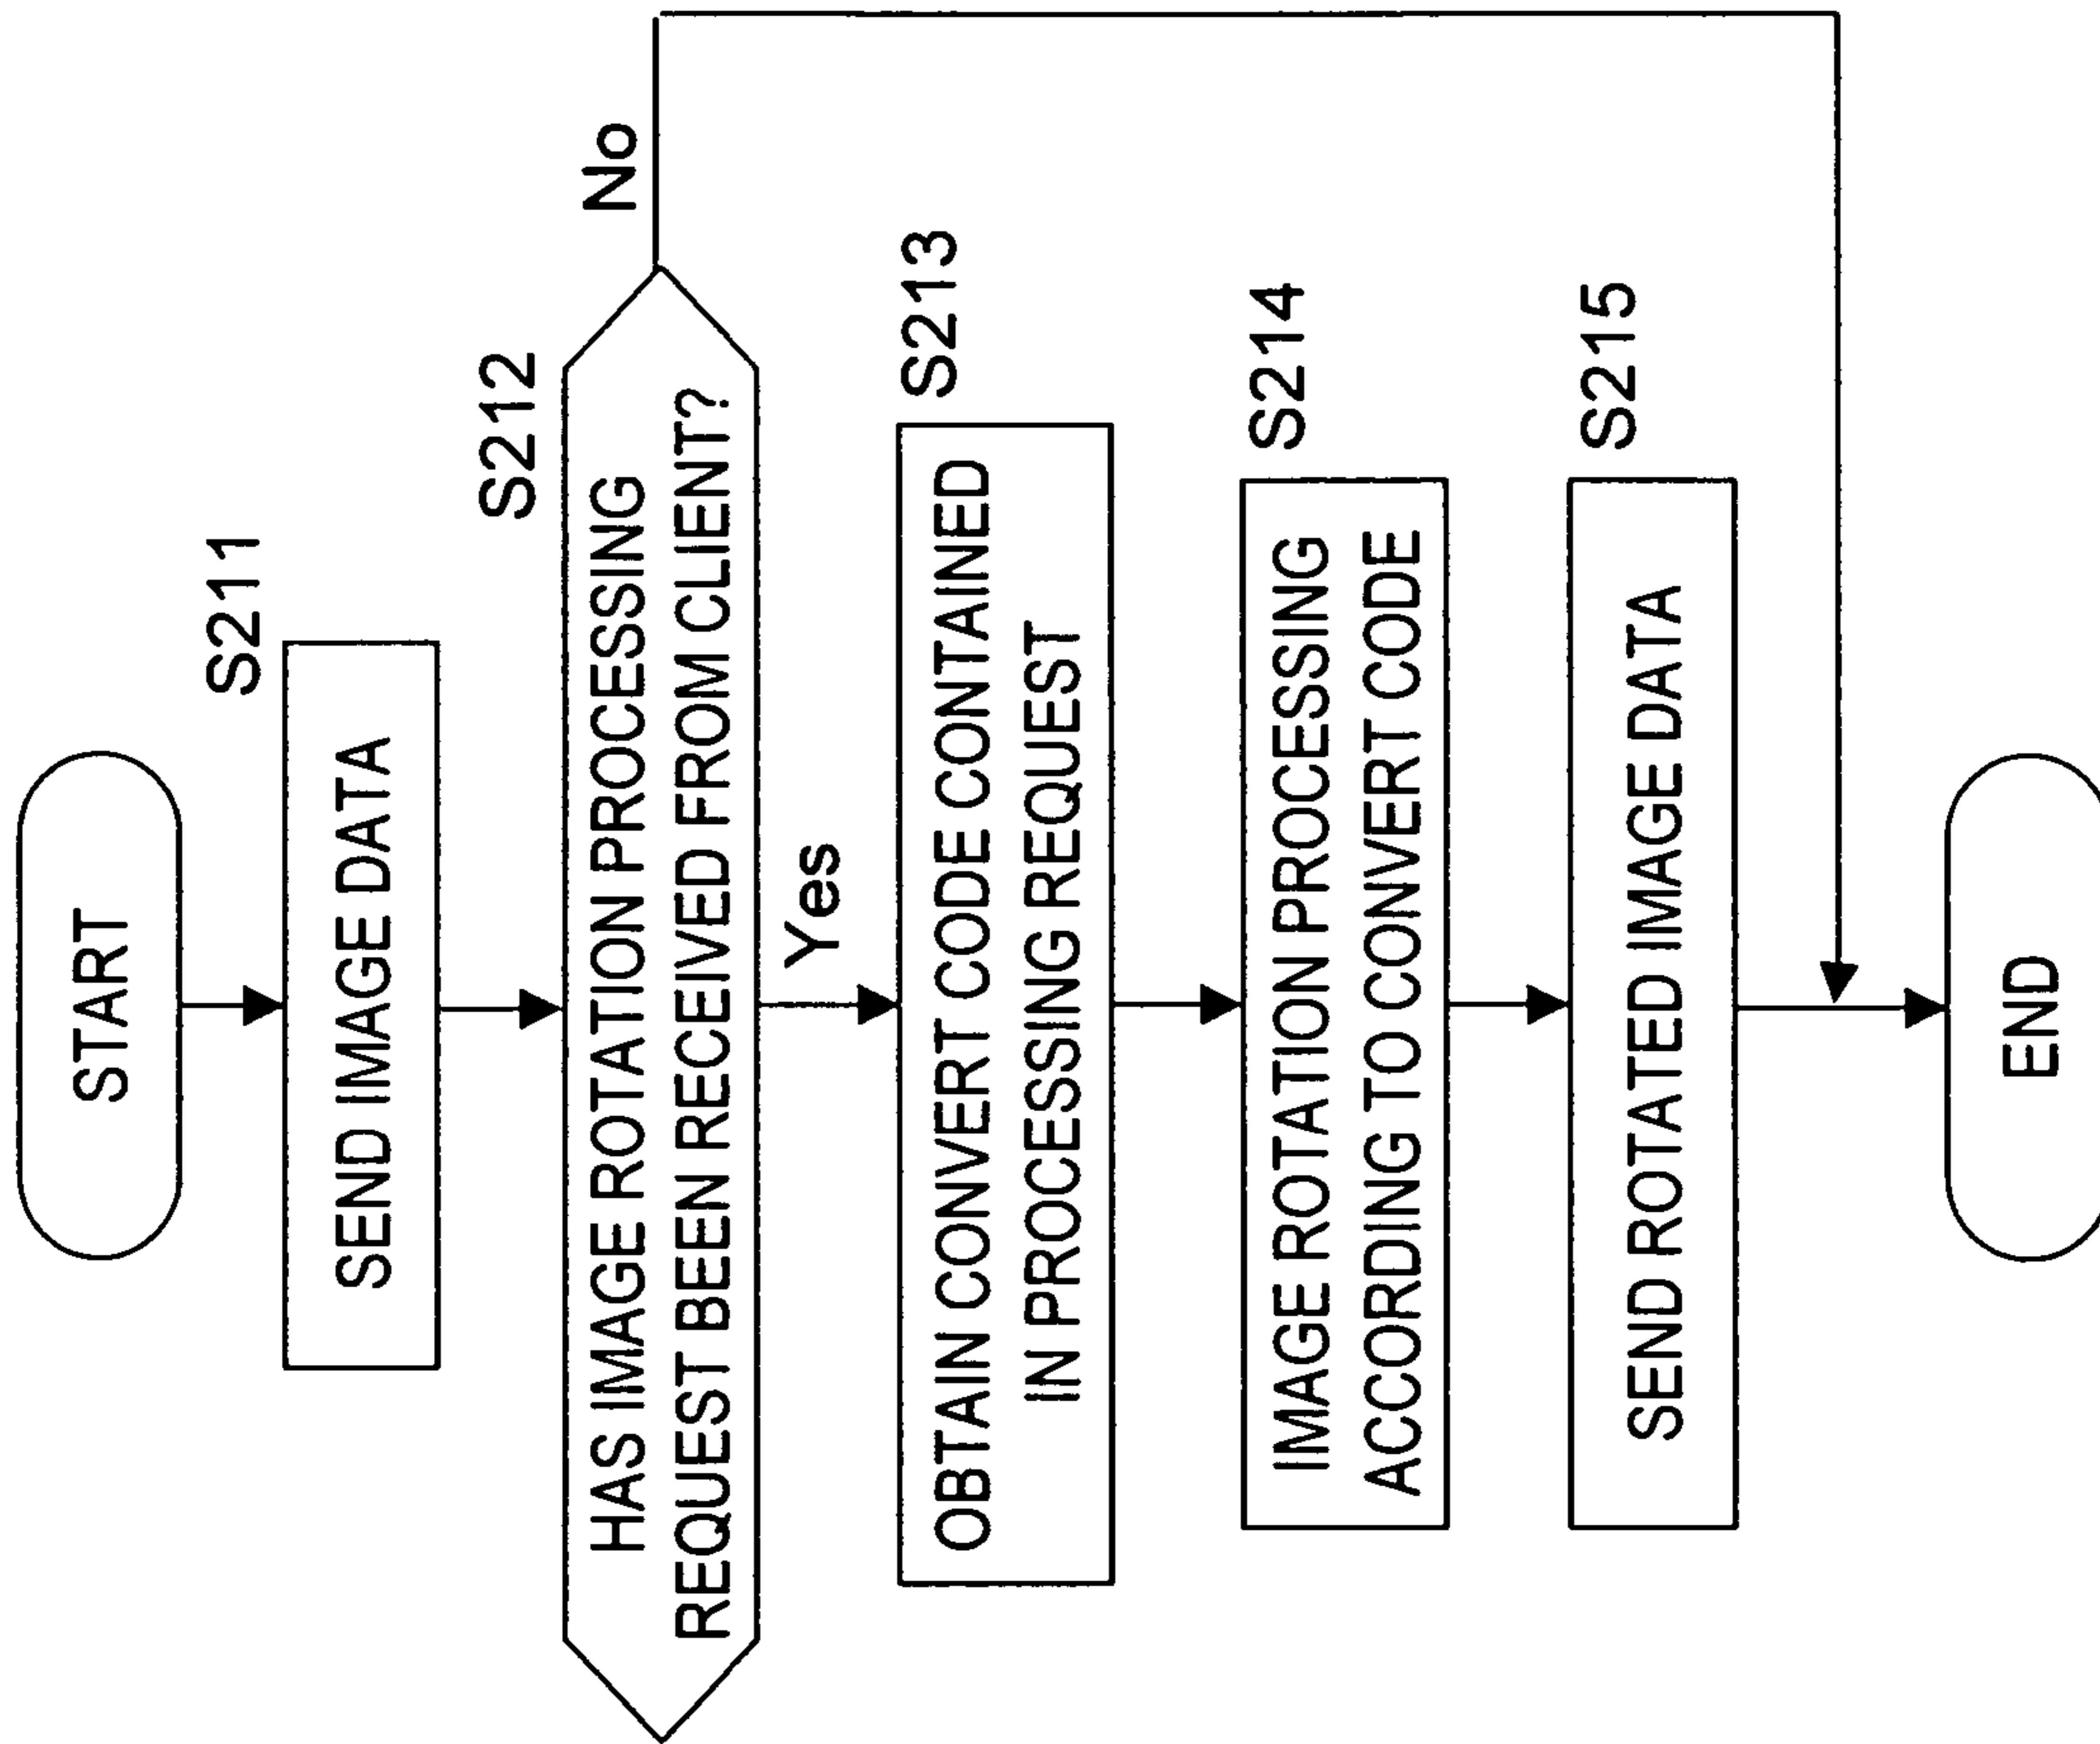 START
S211
SEND IMAGE DATA
S212
HAS IMAGE ROTATION PROCESSING
REQUEST BEEN RECEIVED FROM CLIENT?
No
Yes
S213
OBTAIN CONVERT CODE CONTAINED
IN PROCESSING REQUEST
S214
IMAGE ROTATION PROCESSING
ACCORDING TO CONVERT CODE
S215
SEND ROTATED IMAGE DATA
END